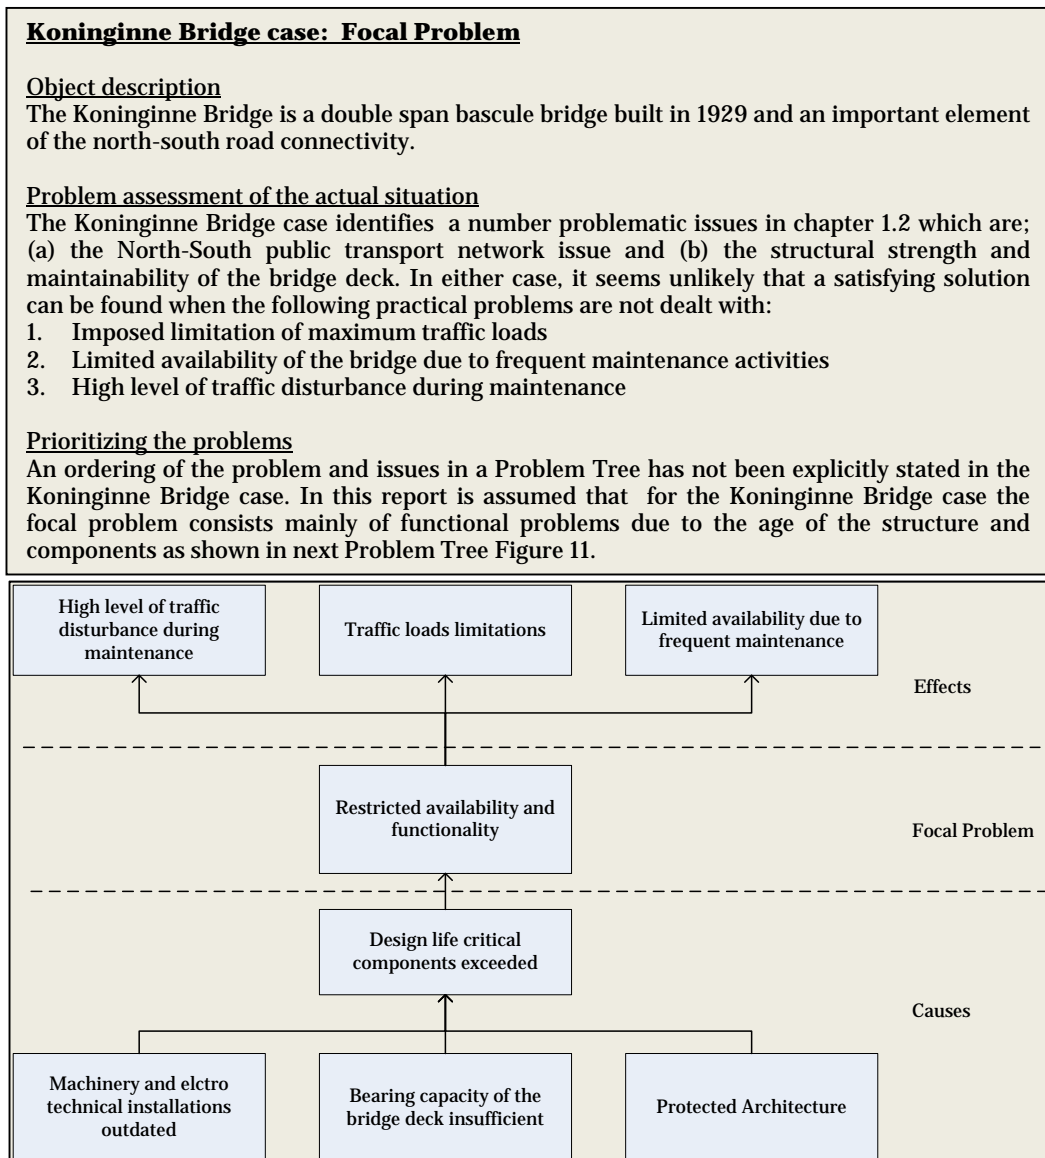 Koninginne Bridge case: Focal Problem
Object description
The Koninginne Bridge is a double span bascule bridge built in 1929 and an important element
of the north-south road connectivity.
Problem assessment of the actual situation
The Koninginne Bridge case identifies a number problematic issues in chapter 1.2 which are;
(a) the North-South public transport network issue and (b) the structural strength and
maintainability of the bridge deck. In either case, it seems unlikely that a satisfying solution
can be found when the following practical problems are not dealt with:
1. Imposed limitation of maximum traffic loads
2. Limited availability of the bridge due to frequent maintenance activities
3. High level of traffic disturbance during maintenance
Prioritizing the problems
An ordering of the problem and issues in a Problem Tree has not been explicitly stated in the
Koninginne Bridge case. In this report is assumed that for the Koninginne Bridge case the
focal problem consists mainly of functional problems due to the age of the structure and
components as shown in next Problem Tree Figure 11.
High level of traffic
disturbance during
maintenance
Traffic loads limitations
Limited availability due to
frequent maintenance
Effects
Restricted availability and
functionality
Focal Problem
Design life critical
components exceeded
Causes
Machinery and elctro
technical installations
outdated
Bearing capacity of the
bridge deck insufficient
Protected Architecture